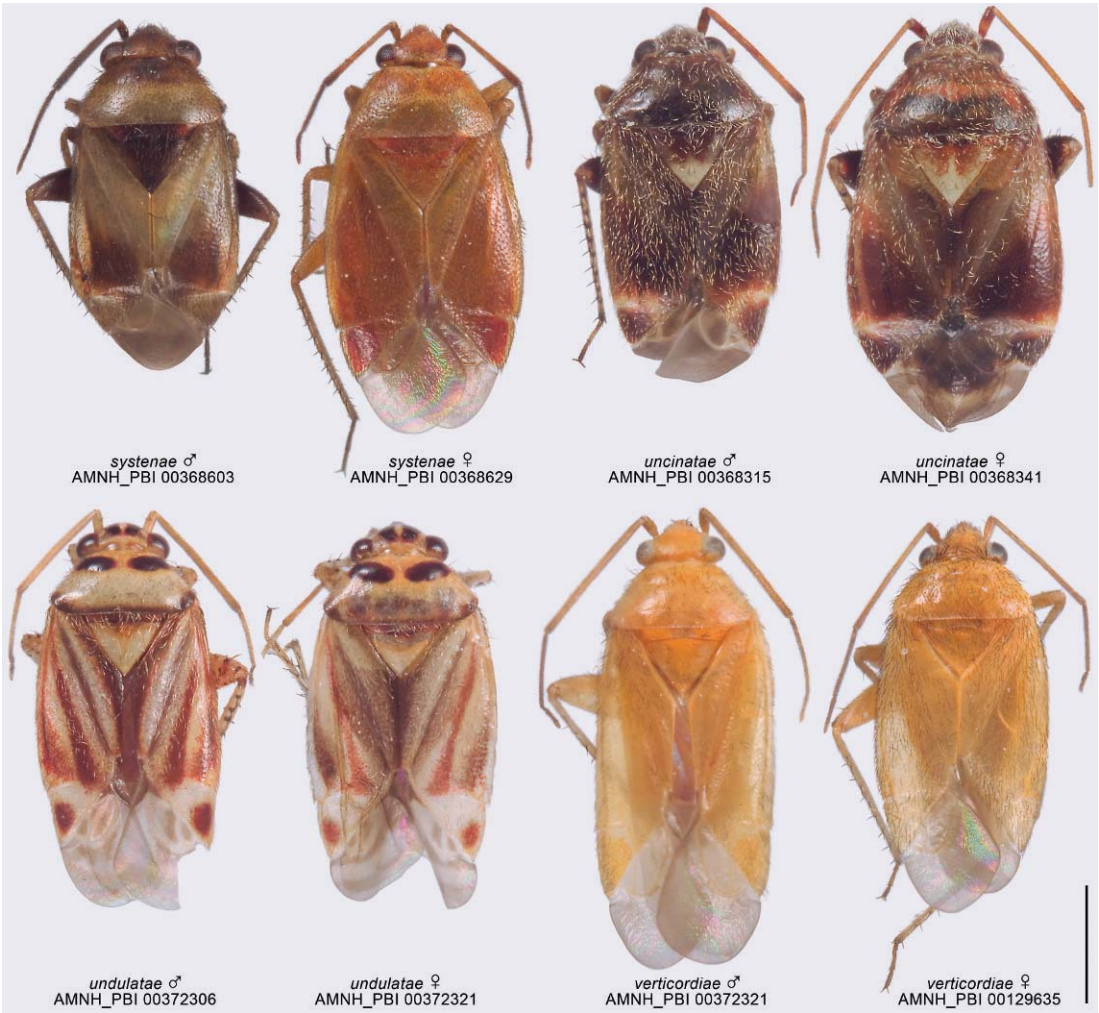 systenae ♂
AMNH_PBI 00368603
systenae ♀
AMNH_PBI 00368629
uncinatae ♂
AMNH_PBI 00368315
uncinatae ♀
AMNH_PBI 00368341
undulatae ♂
AMNH_PBI 00372306
undulatae ♀
AMNH_PBI 00372321
verticordiae ♂
AMNH_PBI 00372321
verticordiae ♀
AMNH_PBI 00129635